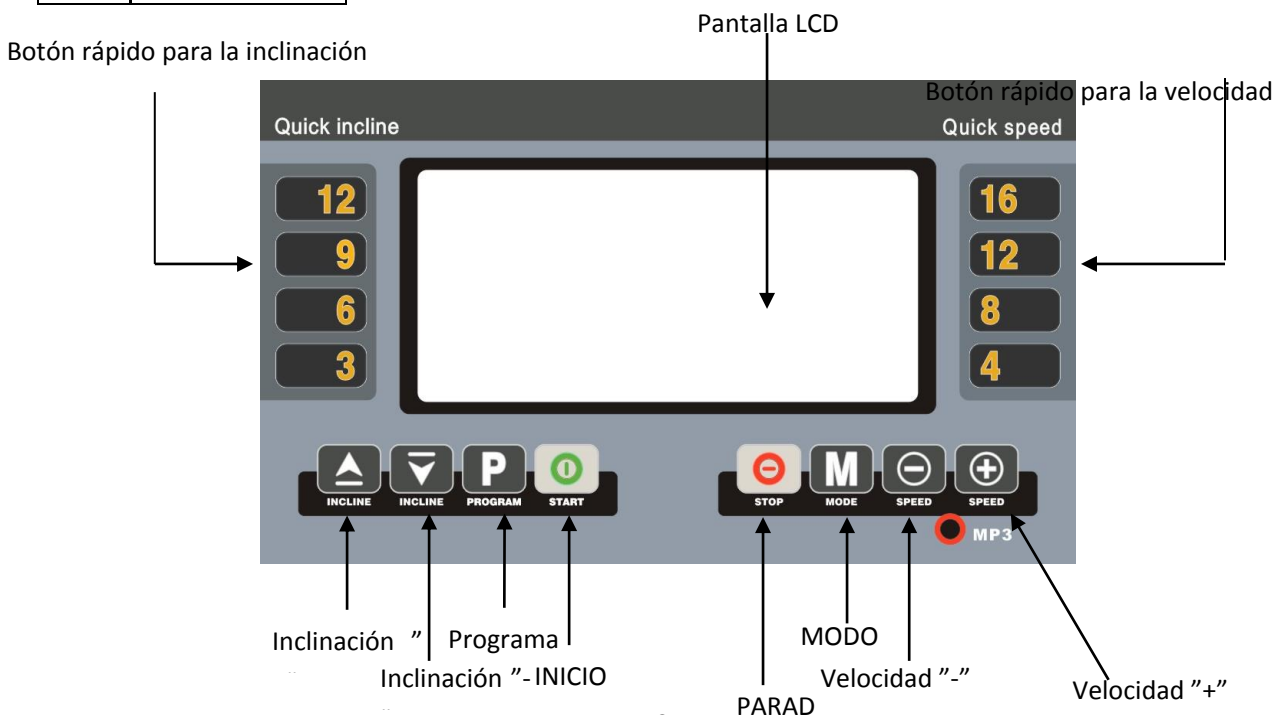 Pantalla LCD
Botón rápido para la inclinación
Botón rápido para la velocidad
Quick incline
Quick speed
12
9
6
3
16
12
8
4
P
M
INCLINE
INCLINE
PROGRAM
START
STOP
MODE
SPEED
SPEED
MP3
Inclinación ”
Programa
MODO
Inclinación ”-
INICIO
Velocidad ”-”
Velocidad ”+”
PARAD